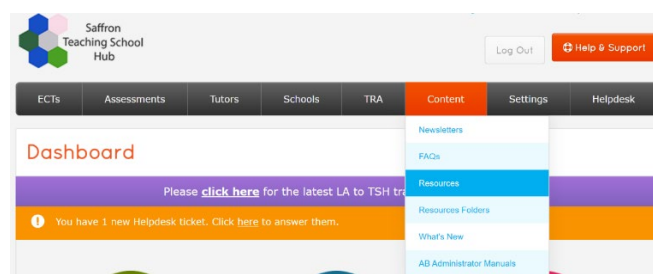 Saffron
Teaching School
Hub
Log Out
Help & Support
ECTs Assessments Tutors Schools TRA Content Settings Helpdesk
Newsletters
Dashboard
FAQs
Please click here for the latest LA to TSH
Resources
Resources Folders
You have 1 new Helpdesk ticket. Click here to answer them.
What's New
AB Administrator Manuals